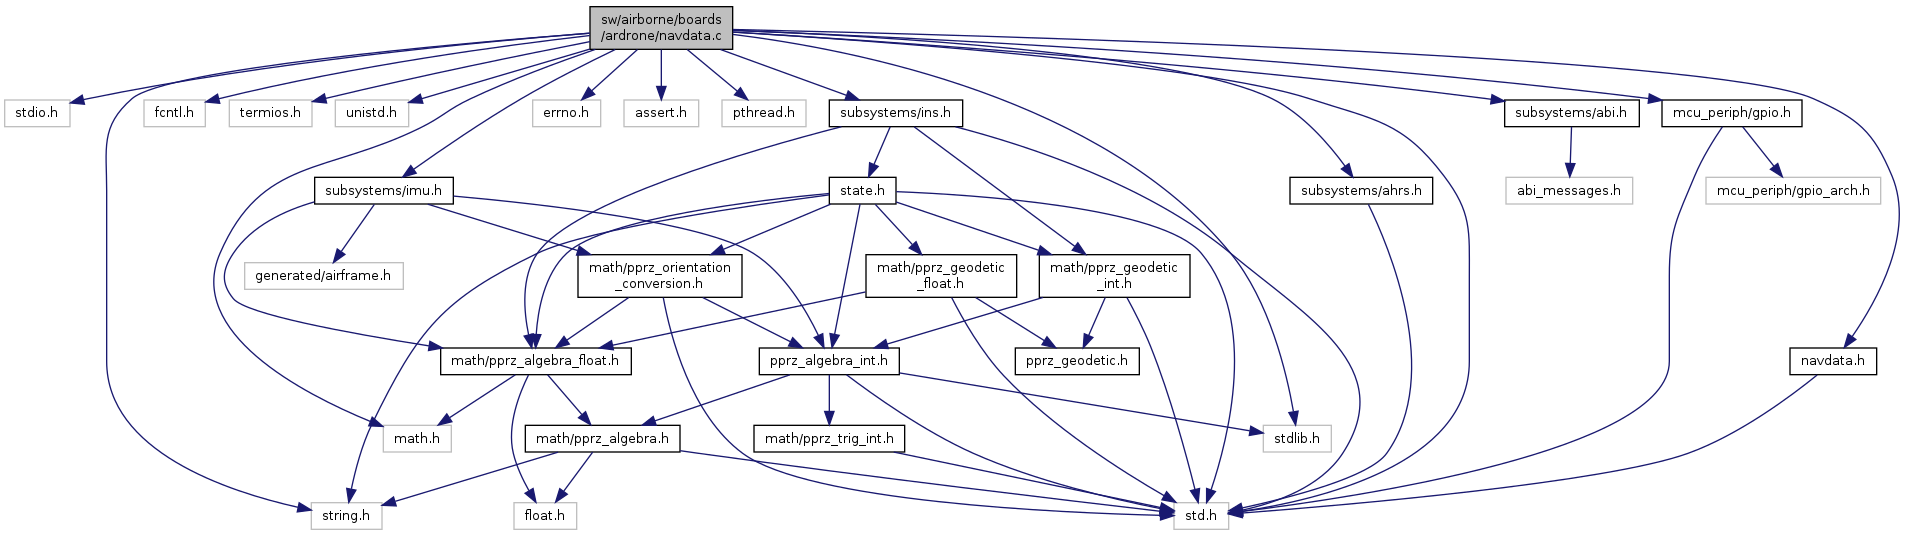 sw/airborne/boards
/ardrone/navdata.c
stdio.h
fcntl.h
termios.h
unistd.h
errno.h
assert.h
pthread.h
subsystems/ins.h
subsystems/abi.h
mcu_periph/gpio.h
subsystems/imu.h
state.h
subsystems/ahrs.h
abi_messages.h
mcu_periph/gpio_arch.h
generated/airframe.h
math/pprz_orientation
_conversion.h
math/pprz_geodetic
_float.h
math/pprz_geodetic
_int.h
math/pprz_algebra_float.h
pprz_algebra_int.h
pprz_geodetic.h
navdata.h
math.h
math/pprz_algebra.h
math/pprz_trig_int.h
stdlib.h
string.h
float.h
std.h